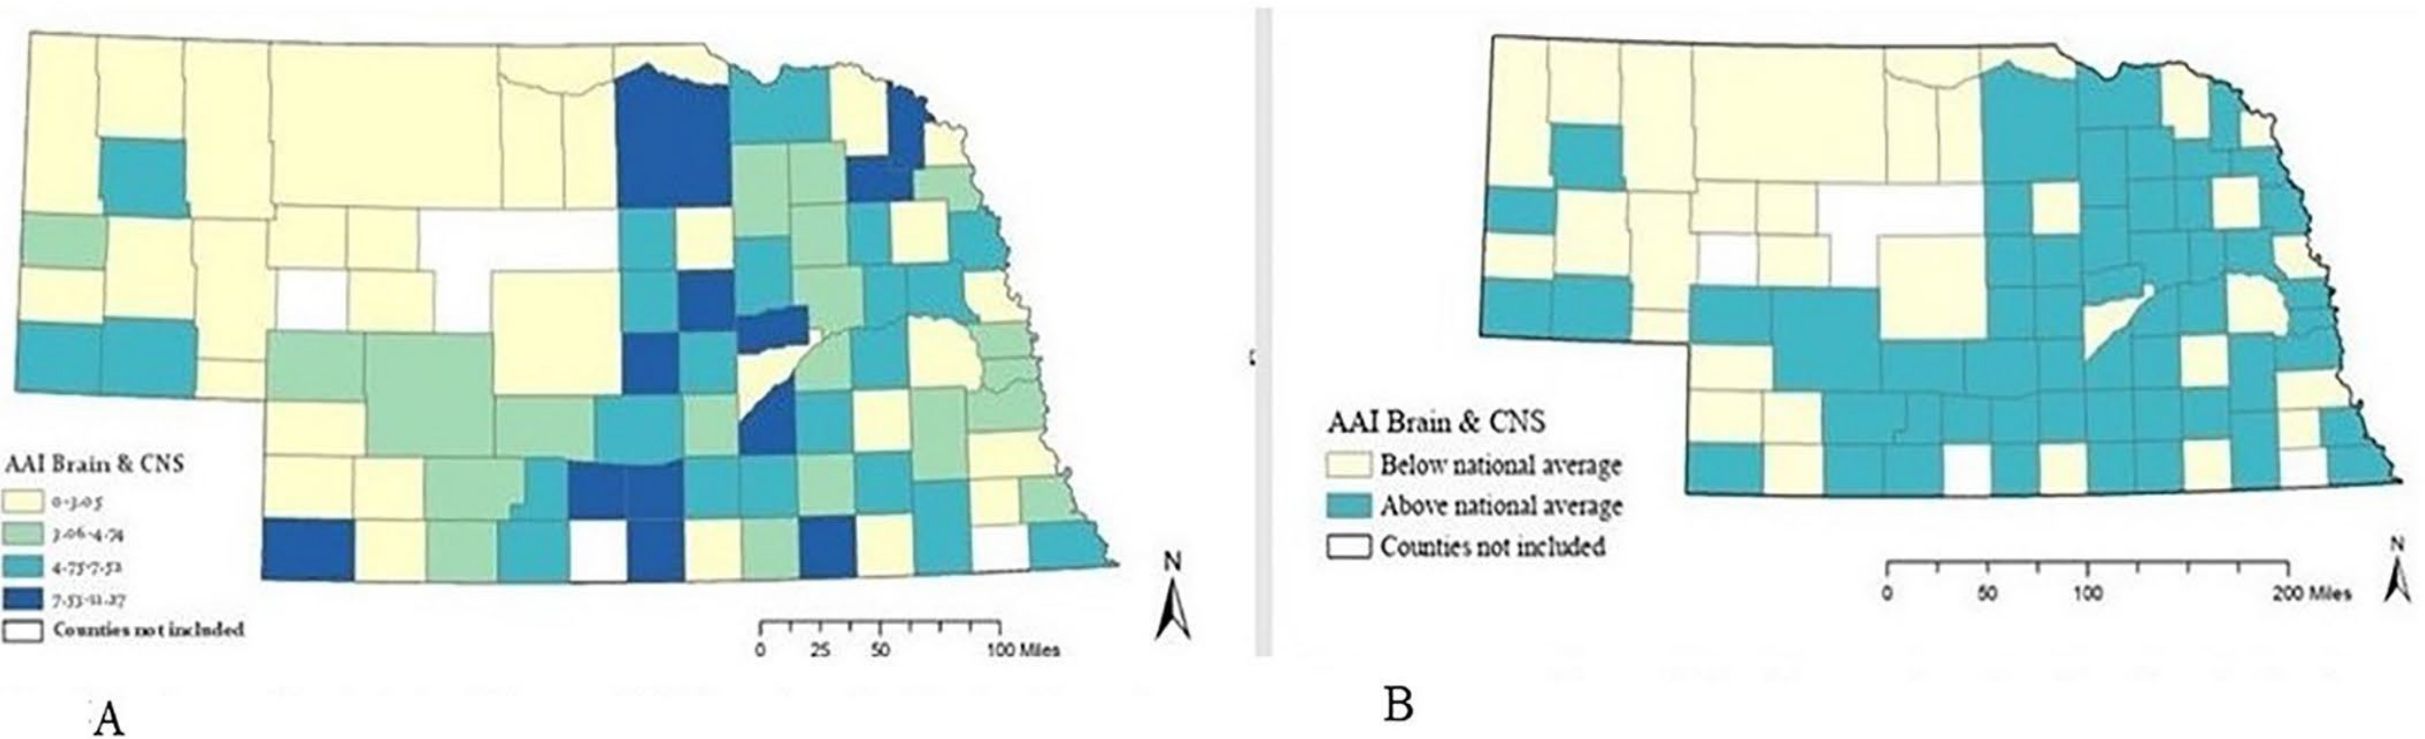 AAI Brain & CNS
0-3.05
3.06-4.74
4-75-7-52
7.53-11.27
Counties not included
0 25 50 100 Miles
N
A
AAI Brain & CNS
Below national average
Above national average
Counties not included
0 50 100 200 Miles
N
B